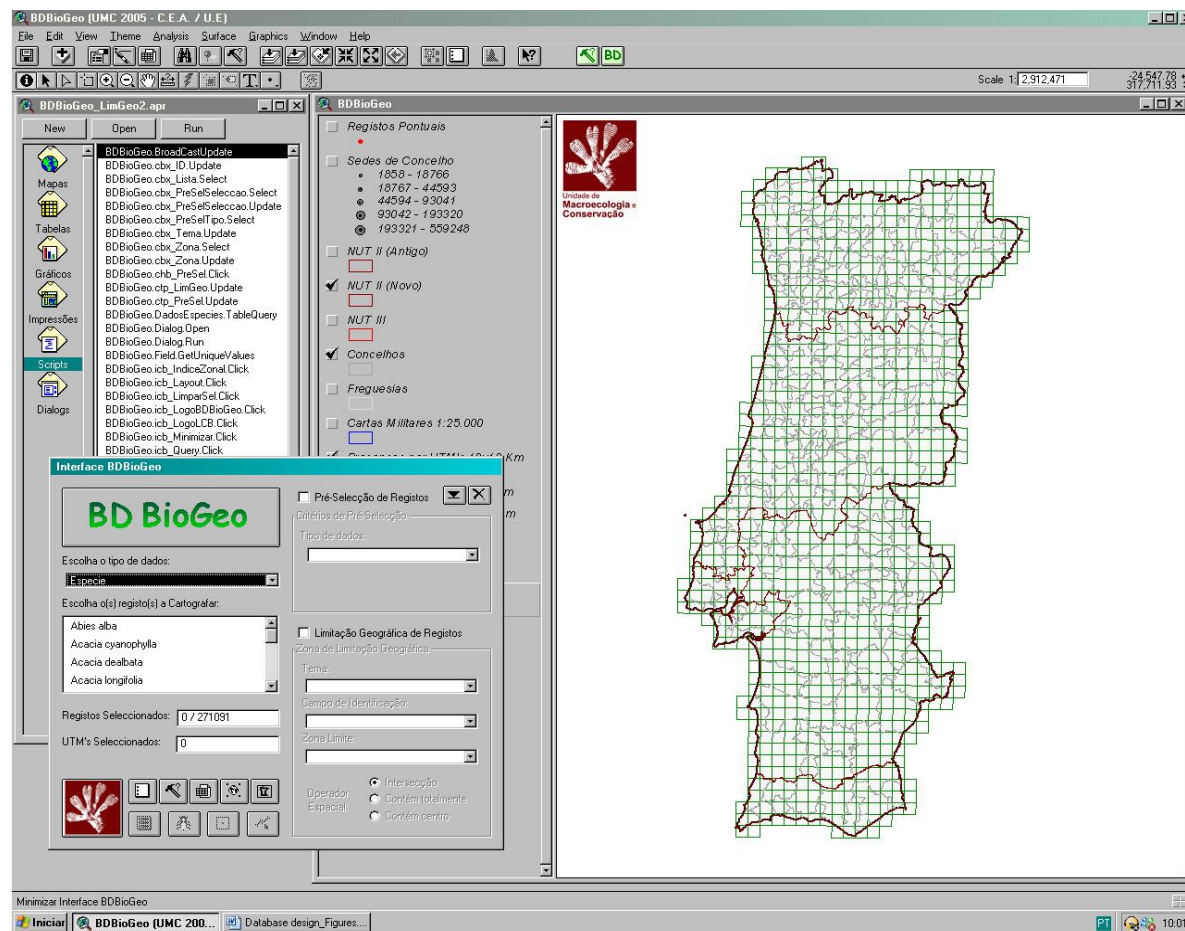 BDBioGeo (UMC 2005 - C.E.A. / U.E)
File Edit View Theme Analysis Surface Graphics Window Help
BD
Scale 1: 2,912,471
-24,547.78
317,711.93
BDBioGeo_LimGeo2.apr
New Open Run
Mapas
Tabelas
Gráficos
Impressões
Scripts
Dialogs
BDBioGeo.BroadCastUpdate
BDBioGeo.cbx_ID.Update
BDBioGeo.cbx_Lista.Select
BDBioGeo.cbx_PreSelSeleccao.Select
BDBioGeo.cbx_PreSelSeleccao.Update
BDBioGeo.cbx_PreSelTipo.Select
BDBioGeo.cbx_Tema.Update
BDBioGeo.cbx_Zona.Select
BDBioGeo.cbx_Zona.Update
BDBioGeo.chb_PreSel.Click
BDBioGeo.ctp_LimGeo.Update
BDBioGeo.ctp_PreSel.Update
BDBioGeo.DadosEspecies.TableQuery
BDBioGeo.Dialog.Open
BDBioGeo.Dialog.Run
BDBioGeo.Field.GetUniqueValues
BDBioGeo.icb_IndiceZonal.Click
BDBioGeo.icb_Layout.Click
BDBioGeo.icb_LimparSel.Click
BDBioGeo.icb_LogoBDBioGeo.Click
BDBioGeo.icb_LogoLCB.Click
BDBioGeo.icb_Minimizar.Click
BDBioGeo.icb_Query.Click
BDBioGeo
Registos Pontuais
Sedes de Concelho
1858 - 18766
18767 - 44593
44594 - 93041
93042 - 193320
193321 - 559248
NUT II (Antigo)
NUT II (Novo)
NUT III
Concelhos
Freguesias
Cartas Militares 1:25.000
Km
m
m
Unidade de
Macroecologia e
Conservação
Interface BDBioGeo
BD BioGeo
Escolha o tipo de dados:
Especie
Escolha o(s) registo(s) a Cartografar:
Abies alba
Acacia cyanophylla
Acacia dealbata
Acacia longifolia
Registos Seleccionados: 0 / 271091
UTM's Seleccionados: 0
Pré-Selecção de Registos
Critérios de Pré-Selecção
Tipo de dados:
Limitação Geográfica de Registos
Zona de Limitação Geográfica
Tema:
Campo de Identificação:
Zona Limite:
Operador Espacial:
Intersecção
Contém totalmente
Contém centro
Minimizar Interface BDBioGeo
Iniciar BDBioGeo (UMC 200... Database design_Figures.... PT 10:01